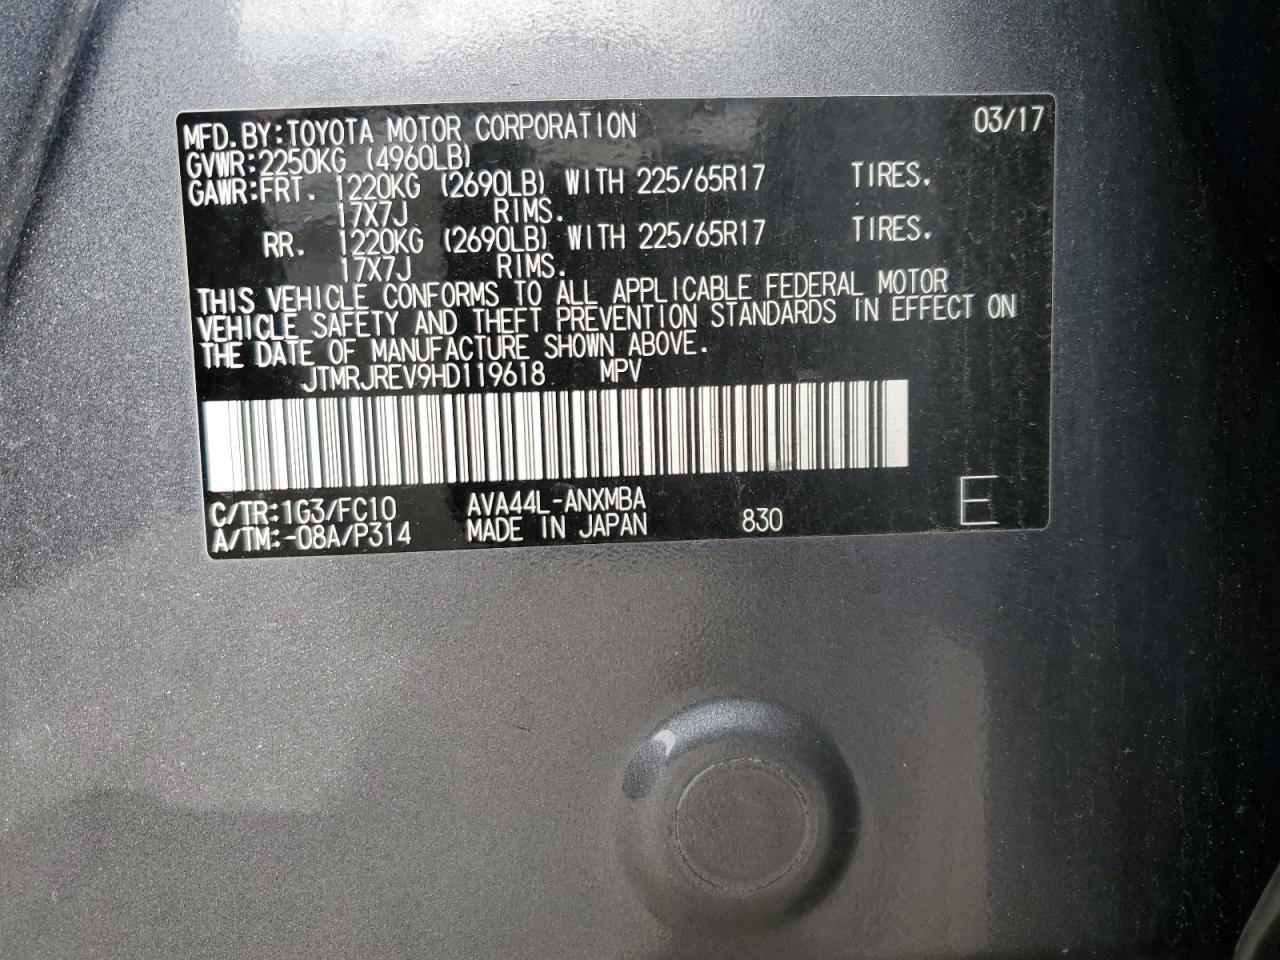 MFD.BY:TOYOTA MOTOR CORPORATION 03/17
GVWR:2250KG (4960LB)
GAWR:FRT. 1220KG (2690LB) WITH 225/65R17 TIRES.
17X7J RIMS.
RR. 1220KG (2690LB) WITH 225/65R17 TIRES.
17X7J RIMS.
THIS VEHICLE CONFORMS TO ALL APPLICABLE FEDERAL MOTOR
VEHICLE SAFETY AND THEFT PREVENTION STANDARDS IN EFFECT ON
THE DATE OF MANUFACTURE SHOWN ABOVE.
JTMRJREV9HD119618 MPV
C/TR:1G3/FC10 AVA44L-ANXMBA
A/TM:-08A/P314 MADE IN JAPAN 830 E